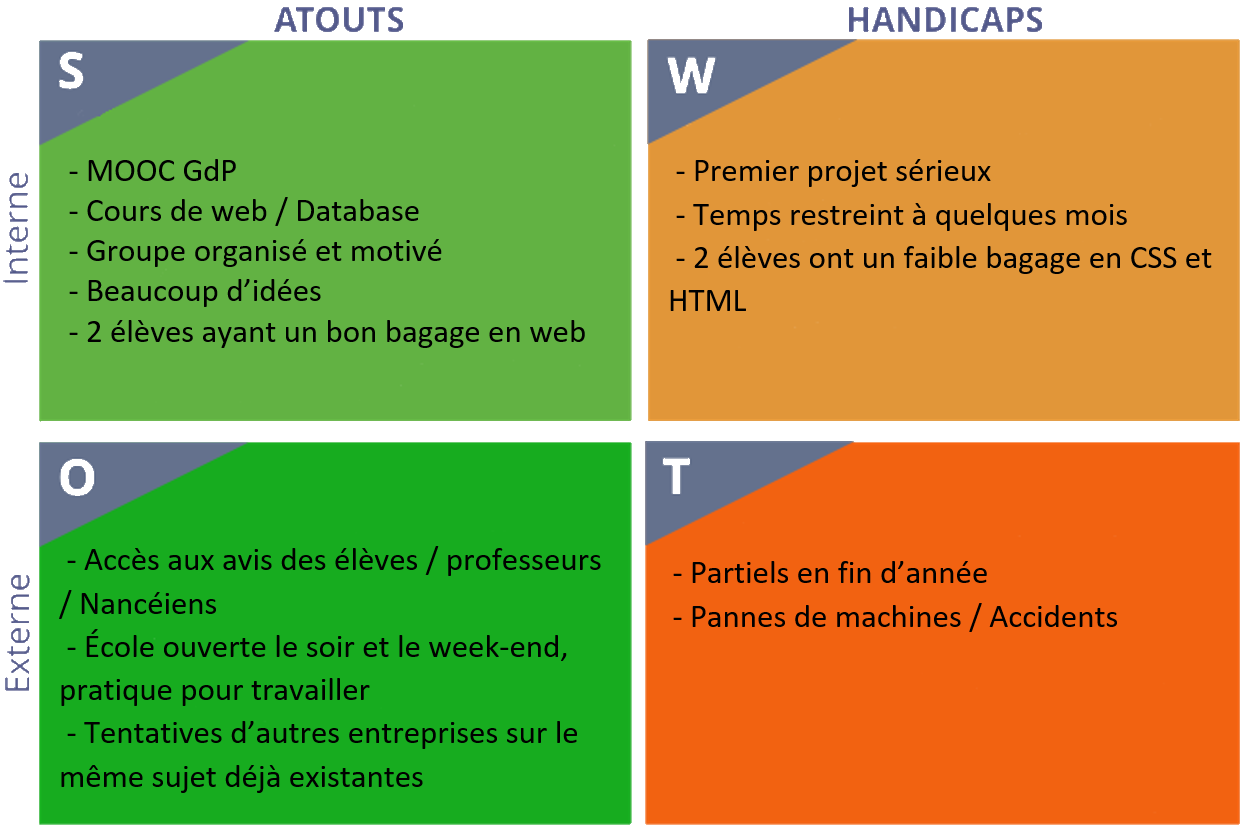 ATOUTS
HANDICAPS
Interne
S
- MOOC GdP
- Cours de web / Database
- Groupe organisé et motivé
- Beaucoup d’idées
- 2 élèves ayant un bon bagage en web
W
- Premier projet sérieux
- Temps restreint à quelques mois
- 2 élèves ont un faible bagage en CSS et
HTML
Externe
O
- Accès aux avis des élèves / professeurs
/ Nancéiens
- École ouverte le soir et le week-end,
pratique pour travailler
- Tentatives d’autres entreprises sur le
même sujet déjà existantes
T
- Partiels en fin d’année
- Pannes de machines / Accidents